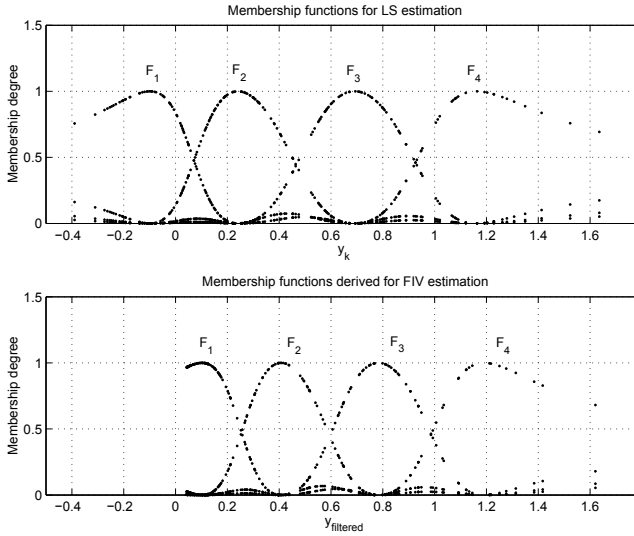 Membership functions for LS estimation
1.5
1
0.5
0
Membership degree
F1 F2 F3 F4
−0.4 −0.2 0 0.2 0.4 0.6 0.8 1 1.2 1.4 1.6
yk
Membership functions derived for FIV estimation
1.5
1
0.5
0
Membership degree
F1 F2 F3 F4
−0.4 −0.2 0 0.2 0.4 0.6 0.8 1 1.2 1.4 1.6
yfiltered